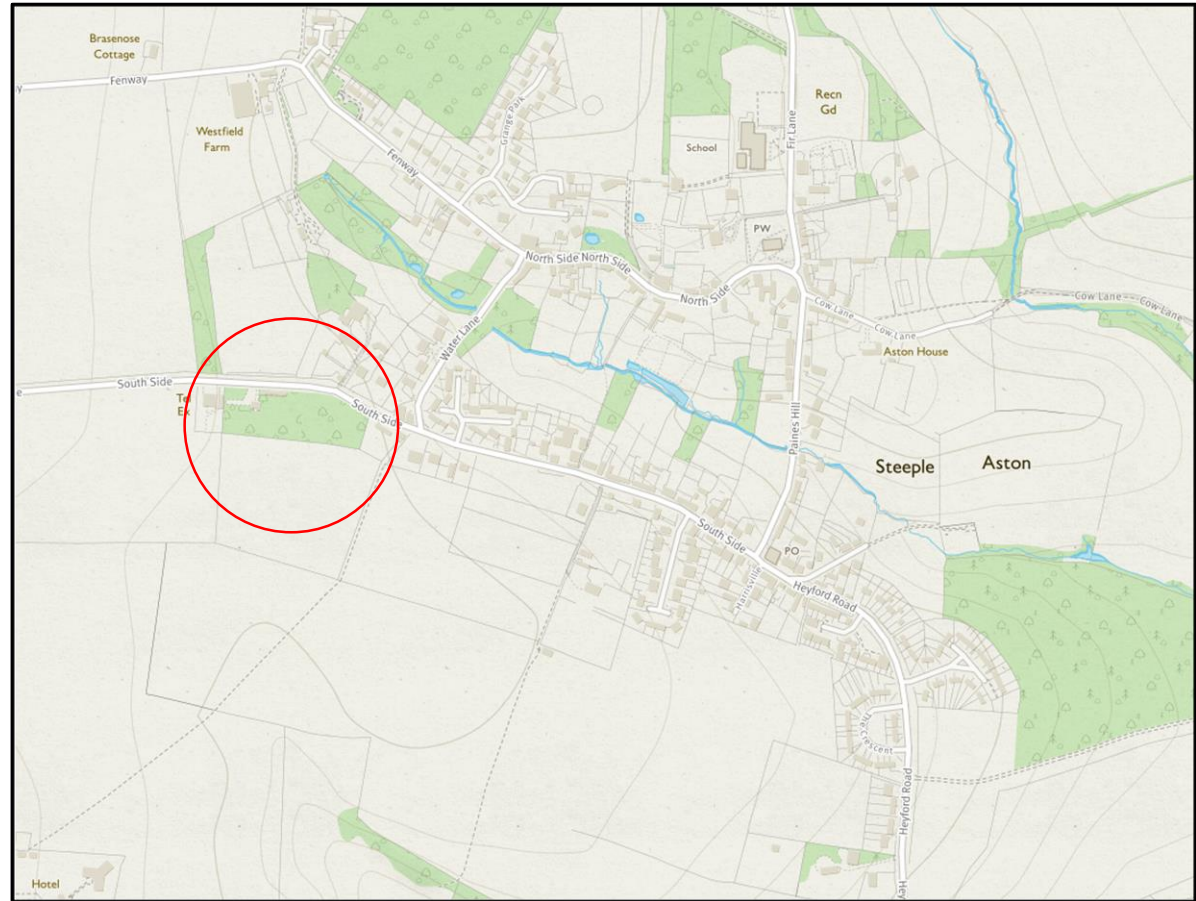 Brasenose
Cottage
Fenway
Westfield
Farm
Fenway
Grange Park
School
Fir Lane
Recn
Gd
PW
North Side North Side
North Side
Water Lane
Cow Lane
Cow Lane
Cow Lane
Cow Lane
Aston House
South Side
Tel
Ex
South Side
Paines Hill
Steeple Aston
South Side
PO
Harrisville
Heyford Road
The Crescent
Heyford Road
Hotel